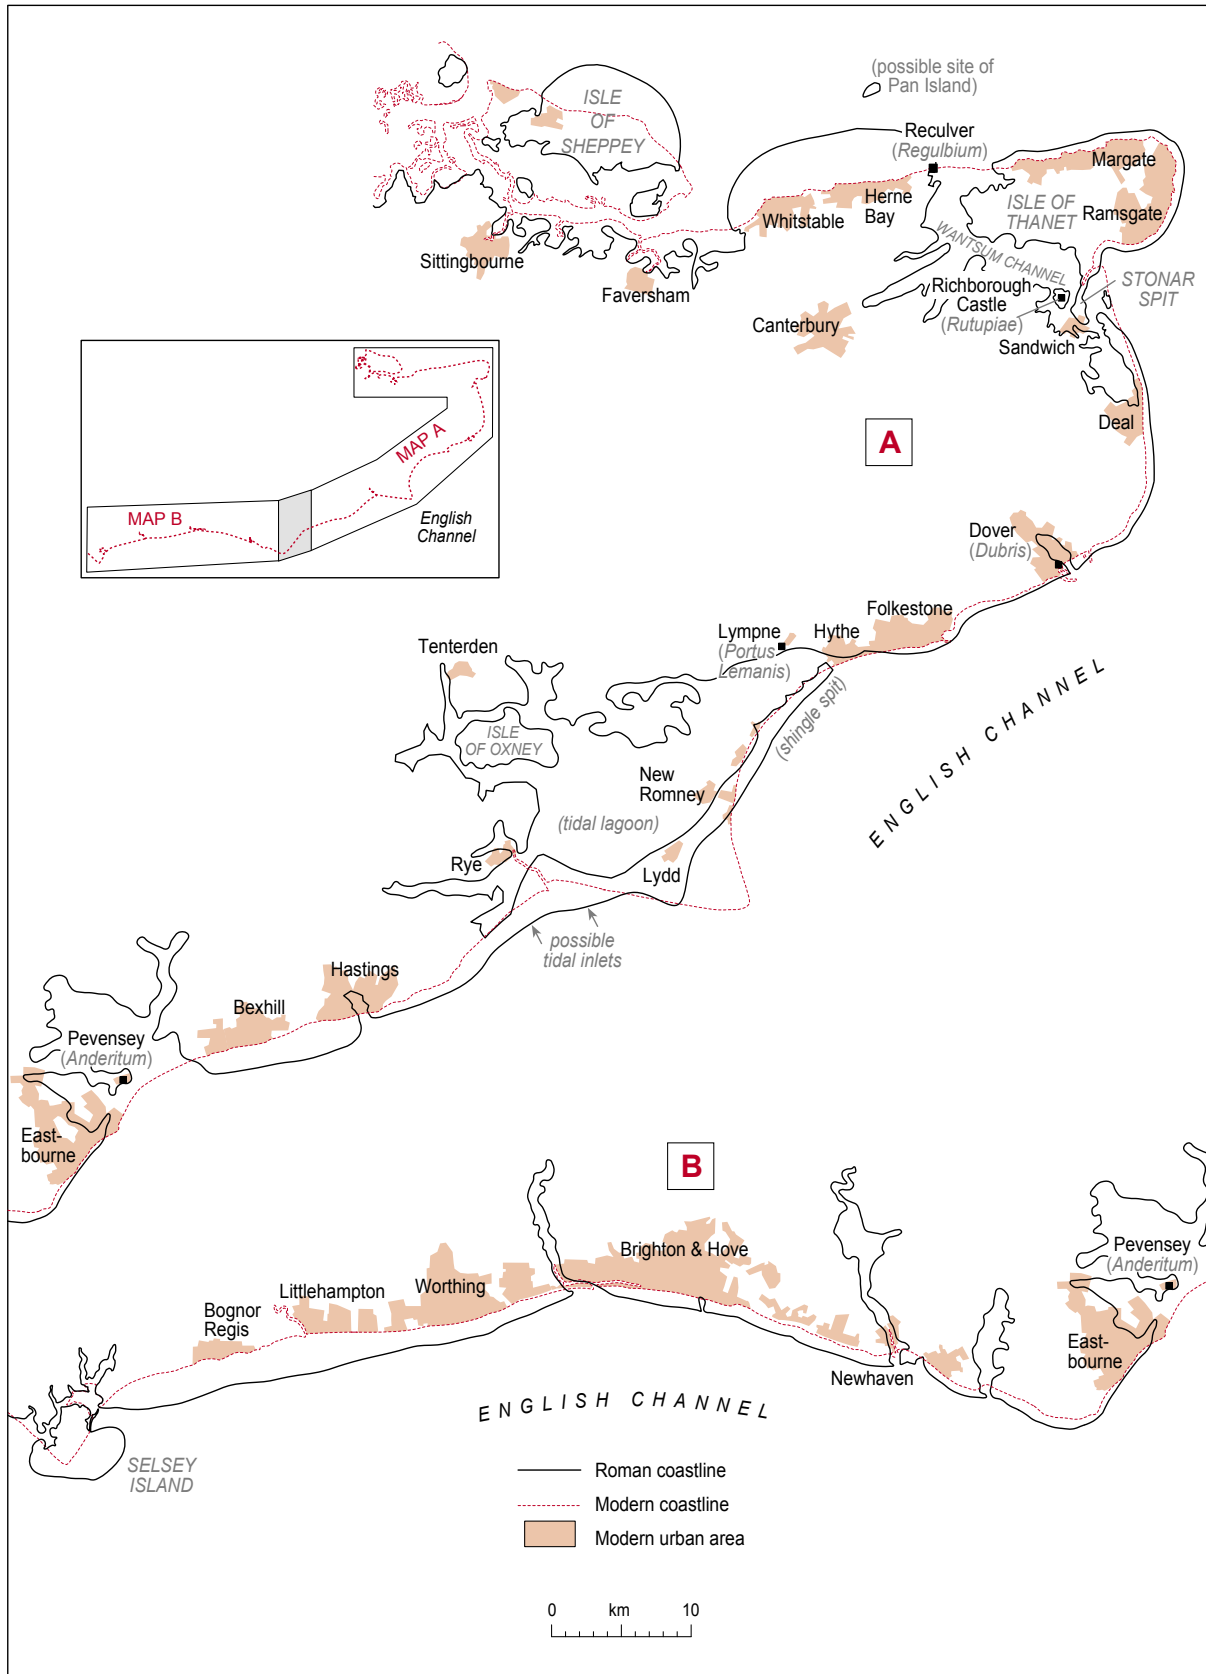 (possible site of
Pan Island)
ISLE
OF
SHEPPEY
Reculver
(Regulbium)
Margate
Herne
Bay
Whitstable
ISLE OF
THANET
Ramsgate
Sittingbourne
Faversham
WANTSUM CHANNEL
Richborough
Castle
(Rutupiae)
STONAR
SPIT
Canterbury
Sandwich
Deal
A
MAP A
MAP B
English
Channel
Dover
(Dubris)
Folkestone
Hythe
Lympne
(Portus
Lemanis)
Tenterden
(shingle spit)
ENGLISH CHANNEL
ISLE
OF OXNEY
New
Romney
(tidal lagoon)
Rye
Lydd
possible
tidal inlets
Hastings
Bexhill
Pevensey
(Anderitum)
East-
bourne
B
Brighton & Hove
Worthing
Littlehampton
Bognor
Regis
Newhaven
Pevensey
(Anderitum)
East-
bourne
ENGLISH CHANNEL
SELSEY
ISLAND
Roman coastline
Modern coastline
Modern urban area
0 km 10